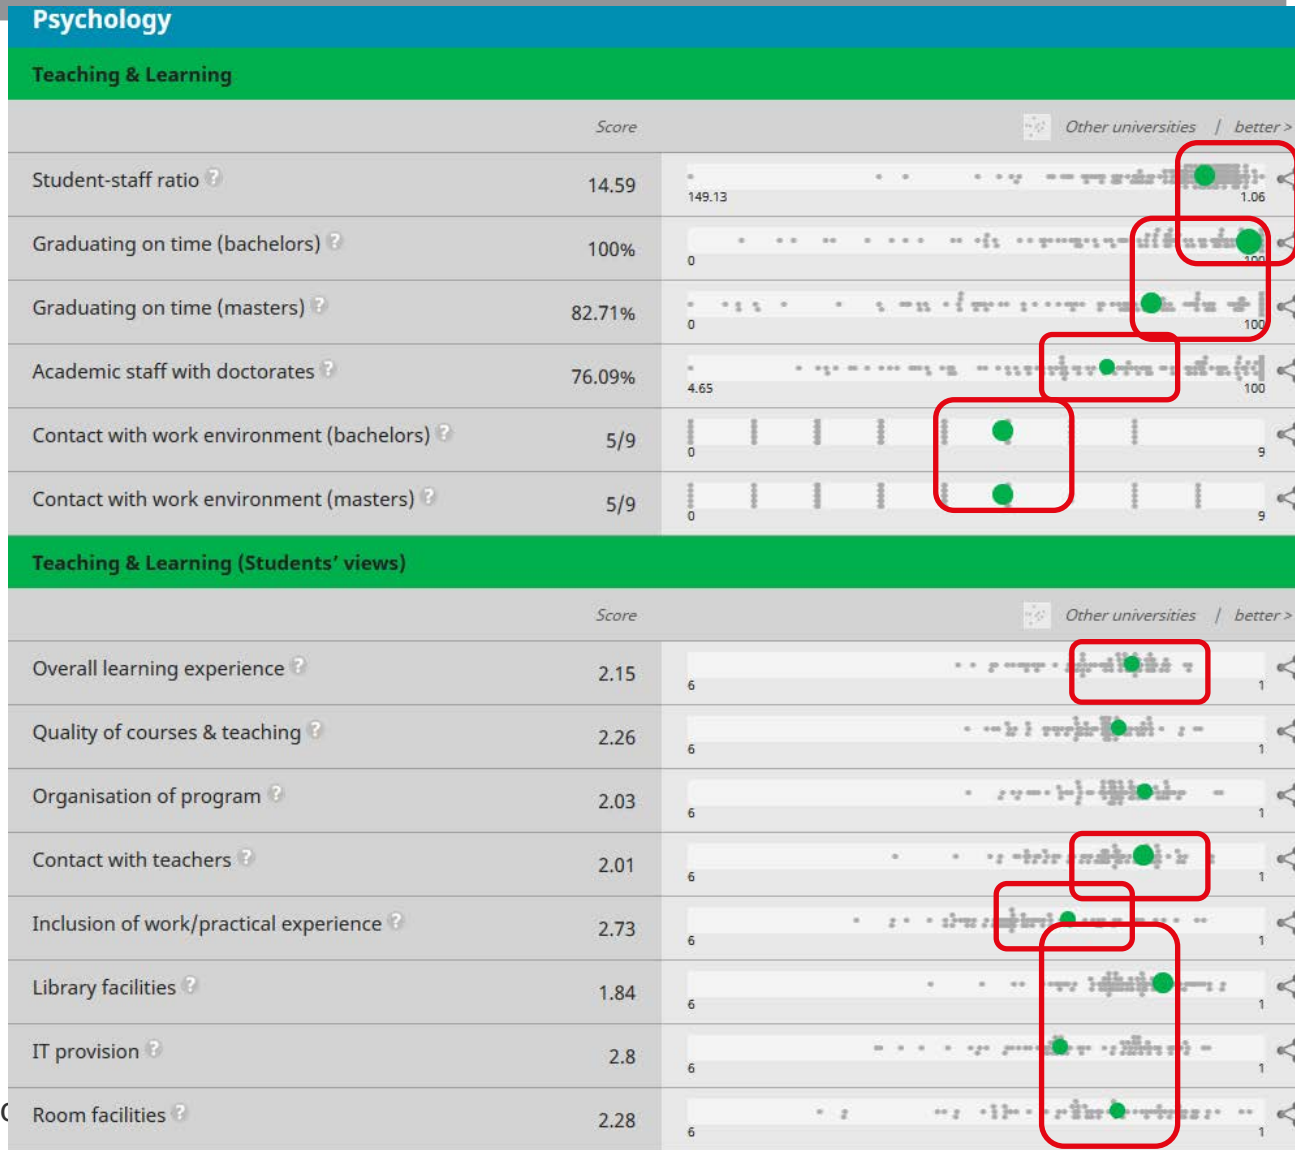 Psychology
Teaching & Learning
Score Other universities | better >
Student-staff ratio ? 14.59
149.13 1.06
Graduating on time (bachelors) ? 100%
0 100
Graduating on time (masters) ? 82.71%
0 100
Academic staff with doctorates ? 76.09%
4.65 100
Contact with work environment (bachelors) ? 5/9
0 9
Contact with work environment (masters) ? 5/9
0 9
Teaching & Learning (Students' views)
Score Other universities | better >
Overall learning experience ? 2.15
6 1
Quality of courses & teaching ? 2.26
6 1
Organisation of program ? 2.03
6 1
Contact with teachers ? 2.01
6 1
Inclusion of work/practical experience ? 2.73
6 1
Library facilities ? 1.84
6 1
IT provision ? 2.8
6 1
Room facilities ? 2.28
6 1